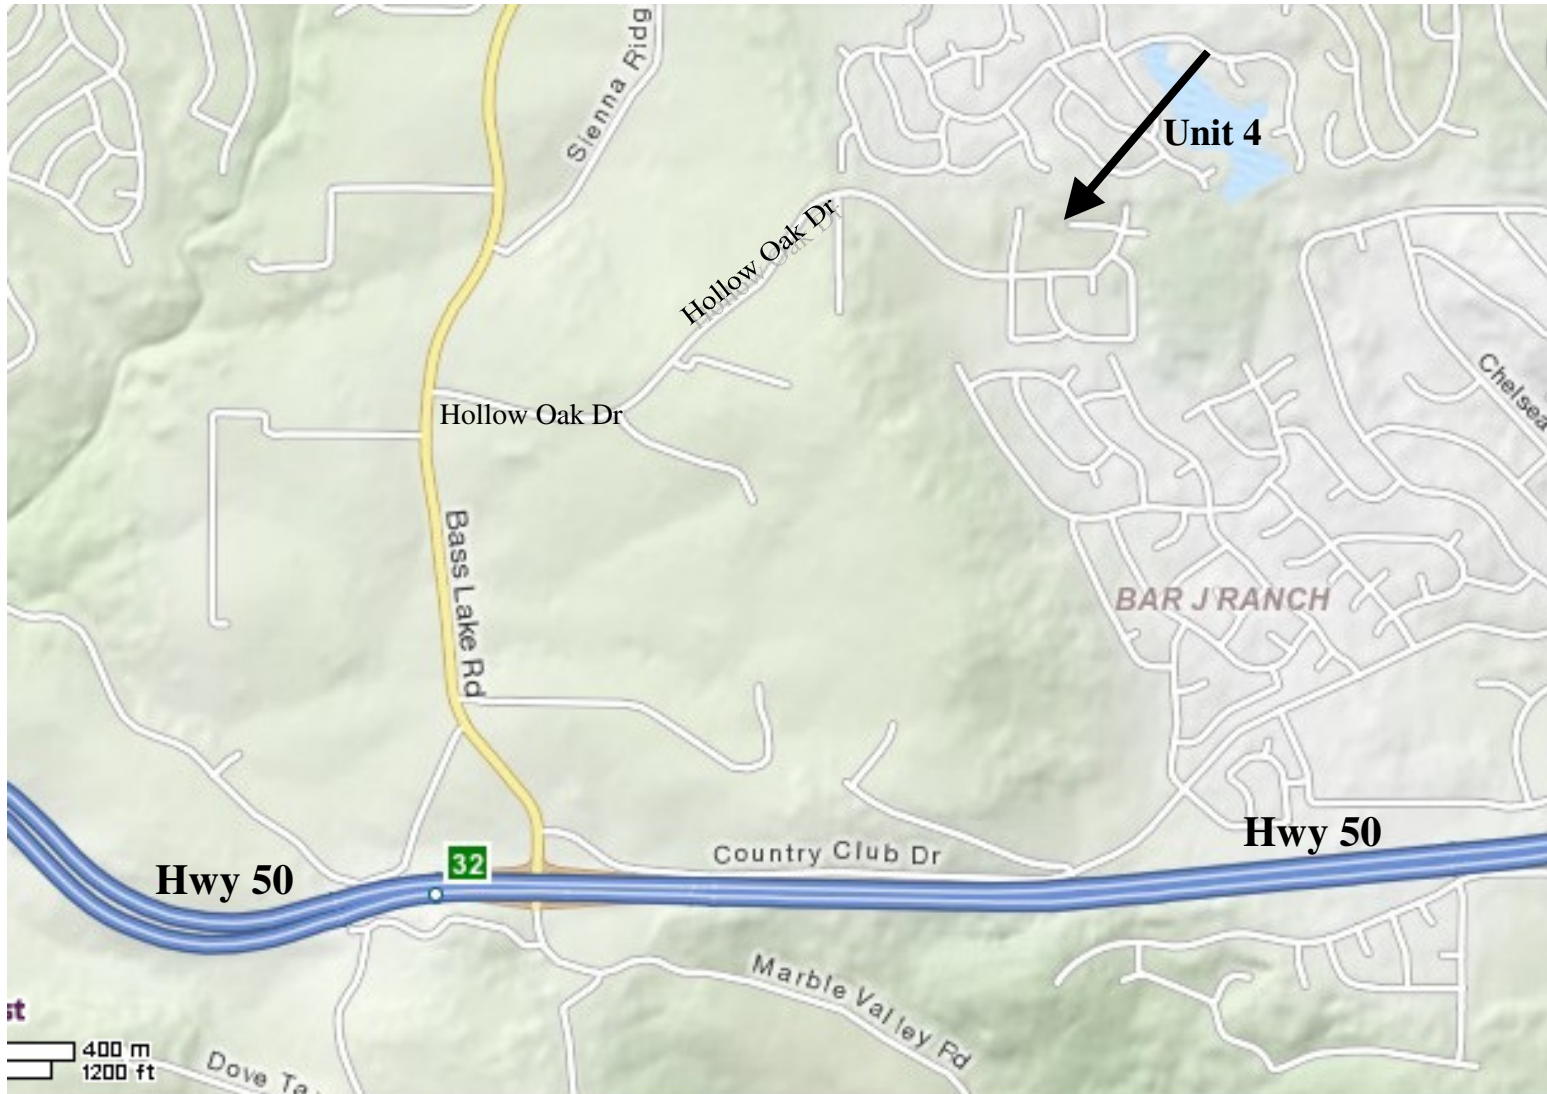 Sienna Ridg
Unit 4
Hollow Oak Dr
Hollow Oak Dr
Chelsea
Bass Lake Rd
BAR J RANCH
Hwy 50
Country Club Dr
32
Hwy 50
Marble Valley Rd
st
400 m
1200 ft
Dove Ta